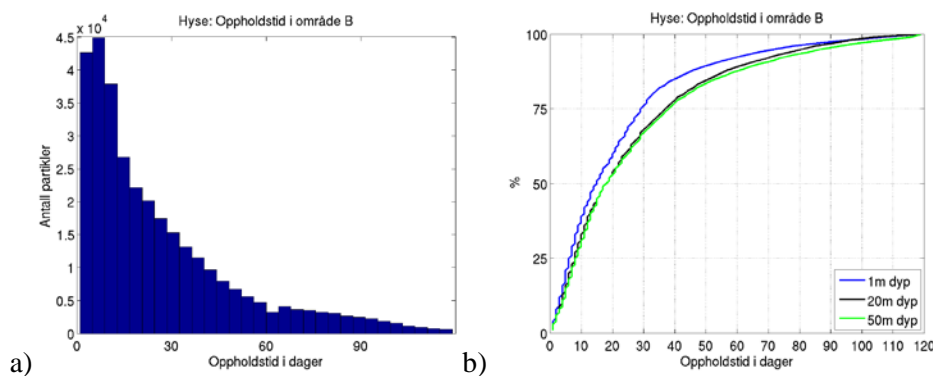 Hyse: Oppholdstid i område B
x 10⁴
4.5
4
3.5
3
2.5
2
1.5
1
0.5
0
Antall partikler
0 30 60 90
Oppholdstid i dager
a)
Hyse: Oppholdstid i område B
100
75
50
25
0
%
0 10 20 30 40 50 60 70 80 90 100 110 120
Oppholdstid i dager
1m dyp
20m dyp
50m dyp
b)